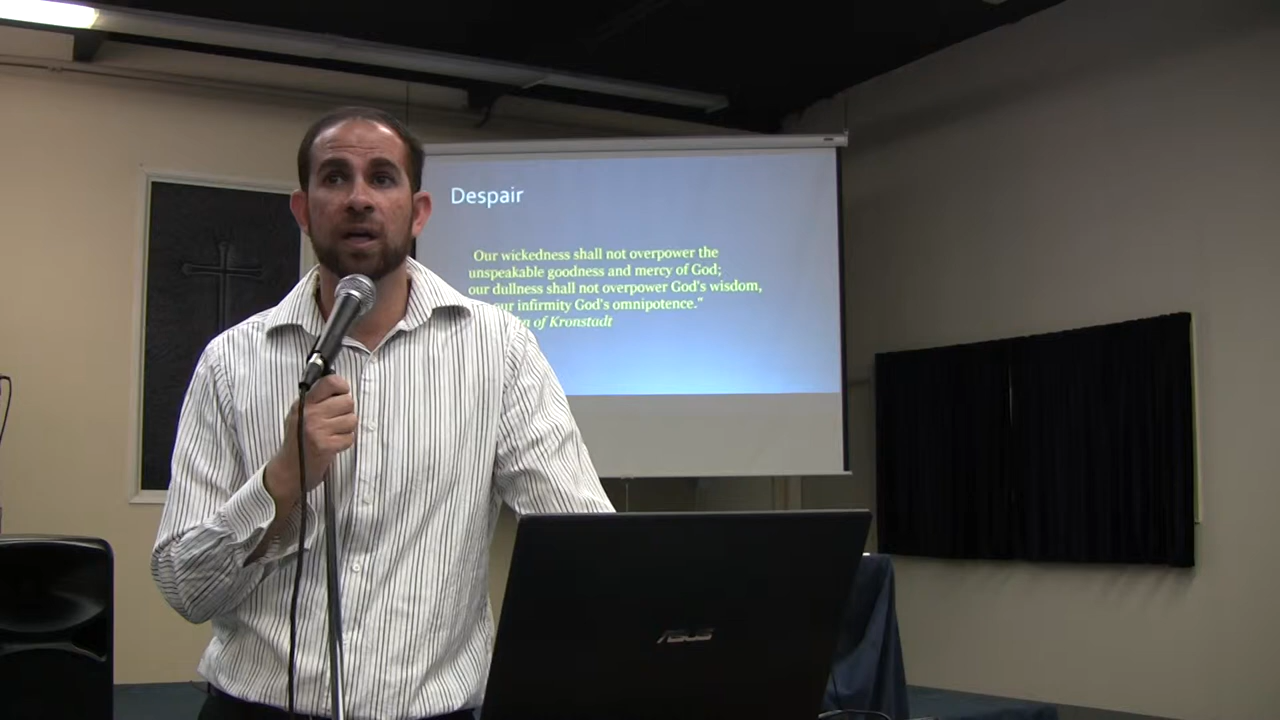 Despair
Our wickedness shall not overpower the
unspeakable goodness and mercy of God;
our dullness shall not overpower God's wisdom,
our infirmity God's omnipotence."
of Kronstadt
ASUS